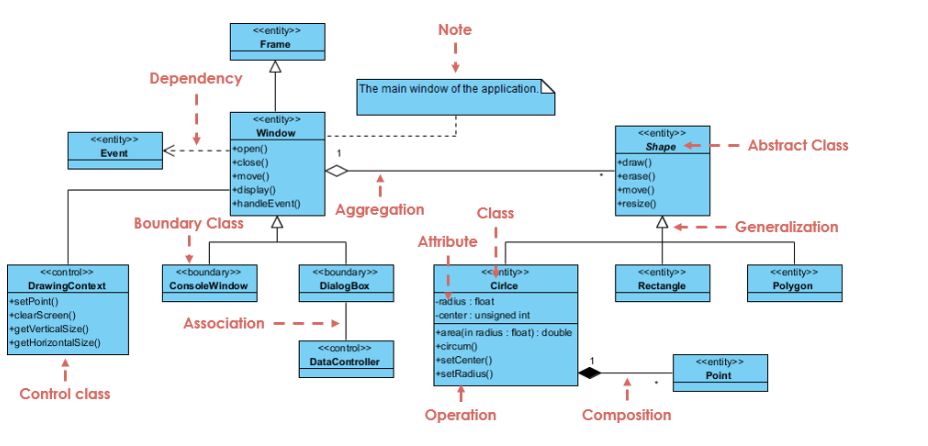 Note
<<entity>>
Frame
Dependency
The main window of the application.
<<entity>>
Window
+open()
+close()
+move()
+display()
+handleEvent()
<<entity>>
Event
1
*
Aggregation
<<entity>>
Shape
+draw()
+erase()
+move()
+resize()
Abstract Class
Generalization
Boundary Class
Class
Attribute
<<control>>
DrawingContext
+setPoint()
+clearScreen()
+getVerticalSize()
+getHorizontalSize()
Control class
<<boundary>>
ConsoleWindow
<<boundary>>
DialogBox
Association
<<control>>
DataController
<<entity>>
Cirlce
-radius : float
-center : unsigned int
+area(in radius : float) : double
+circum()
+setCenter()
+setRadius()
Operation
<<entity>>
Rectangle
<<entity>>
Polygon
1
*
Composition
<<entity>>
Point